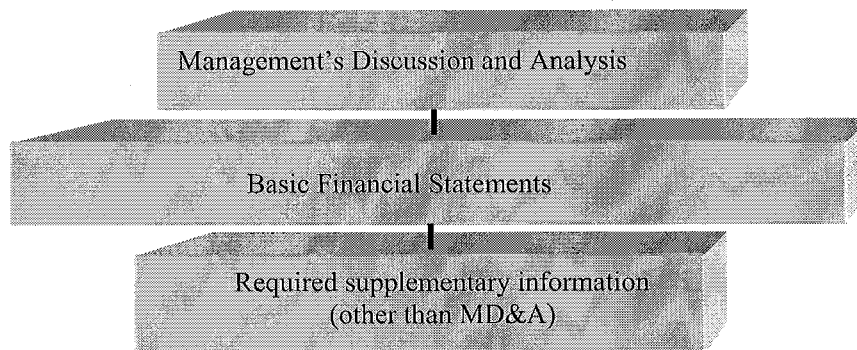 Management's Discussion and Analysis
Basic Financial Statements
Required supplementary information
(other than MD&A)